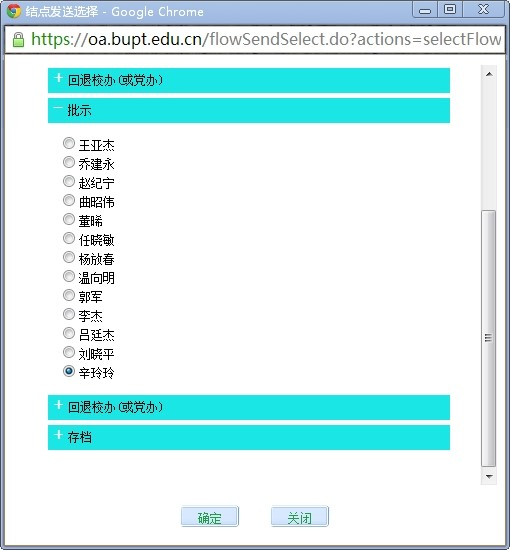 结点发送选择 - Google Chrome
https://oa.bupt.edu.cn/flowSendSelect.do?actions=selectFlow
+ 回退校办(或党办)
- 批示
王亚杰
乔建永
赵纪宁
曲昭伟
董晞
任晓敏
杨放春
温向明
郭军
李杰
吕廷杰
刘晓平
辛玲玲
+ 回退校办(或党办)
+ 存档
确定 关闭